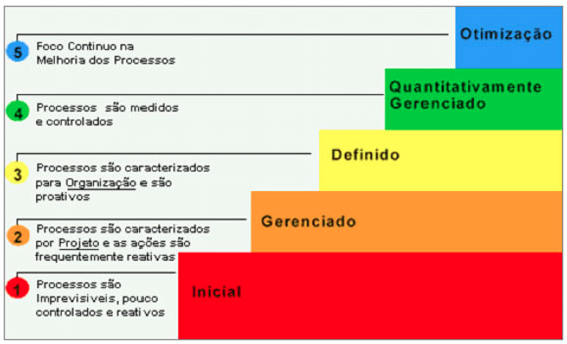 5
Foco Continuo na
Melhoria dos Processos
Otimização
4
Processos são medidos
e controlados
Quantitativamente
Gerenciado
3
Processos são caracterizados
para Organização e são
proativos
Definido
2
Processos são caracterizados
por Projeto e as ações são
frequentemente reativas
Gerenciado
1
Processos são
Imprevisiveis, pouco
controlados e reativos
Inicial